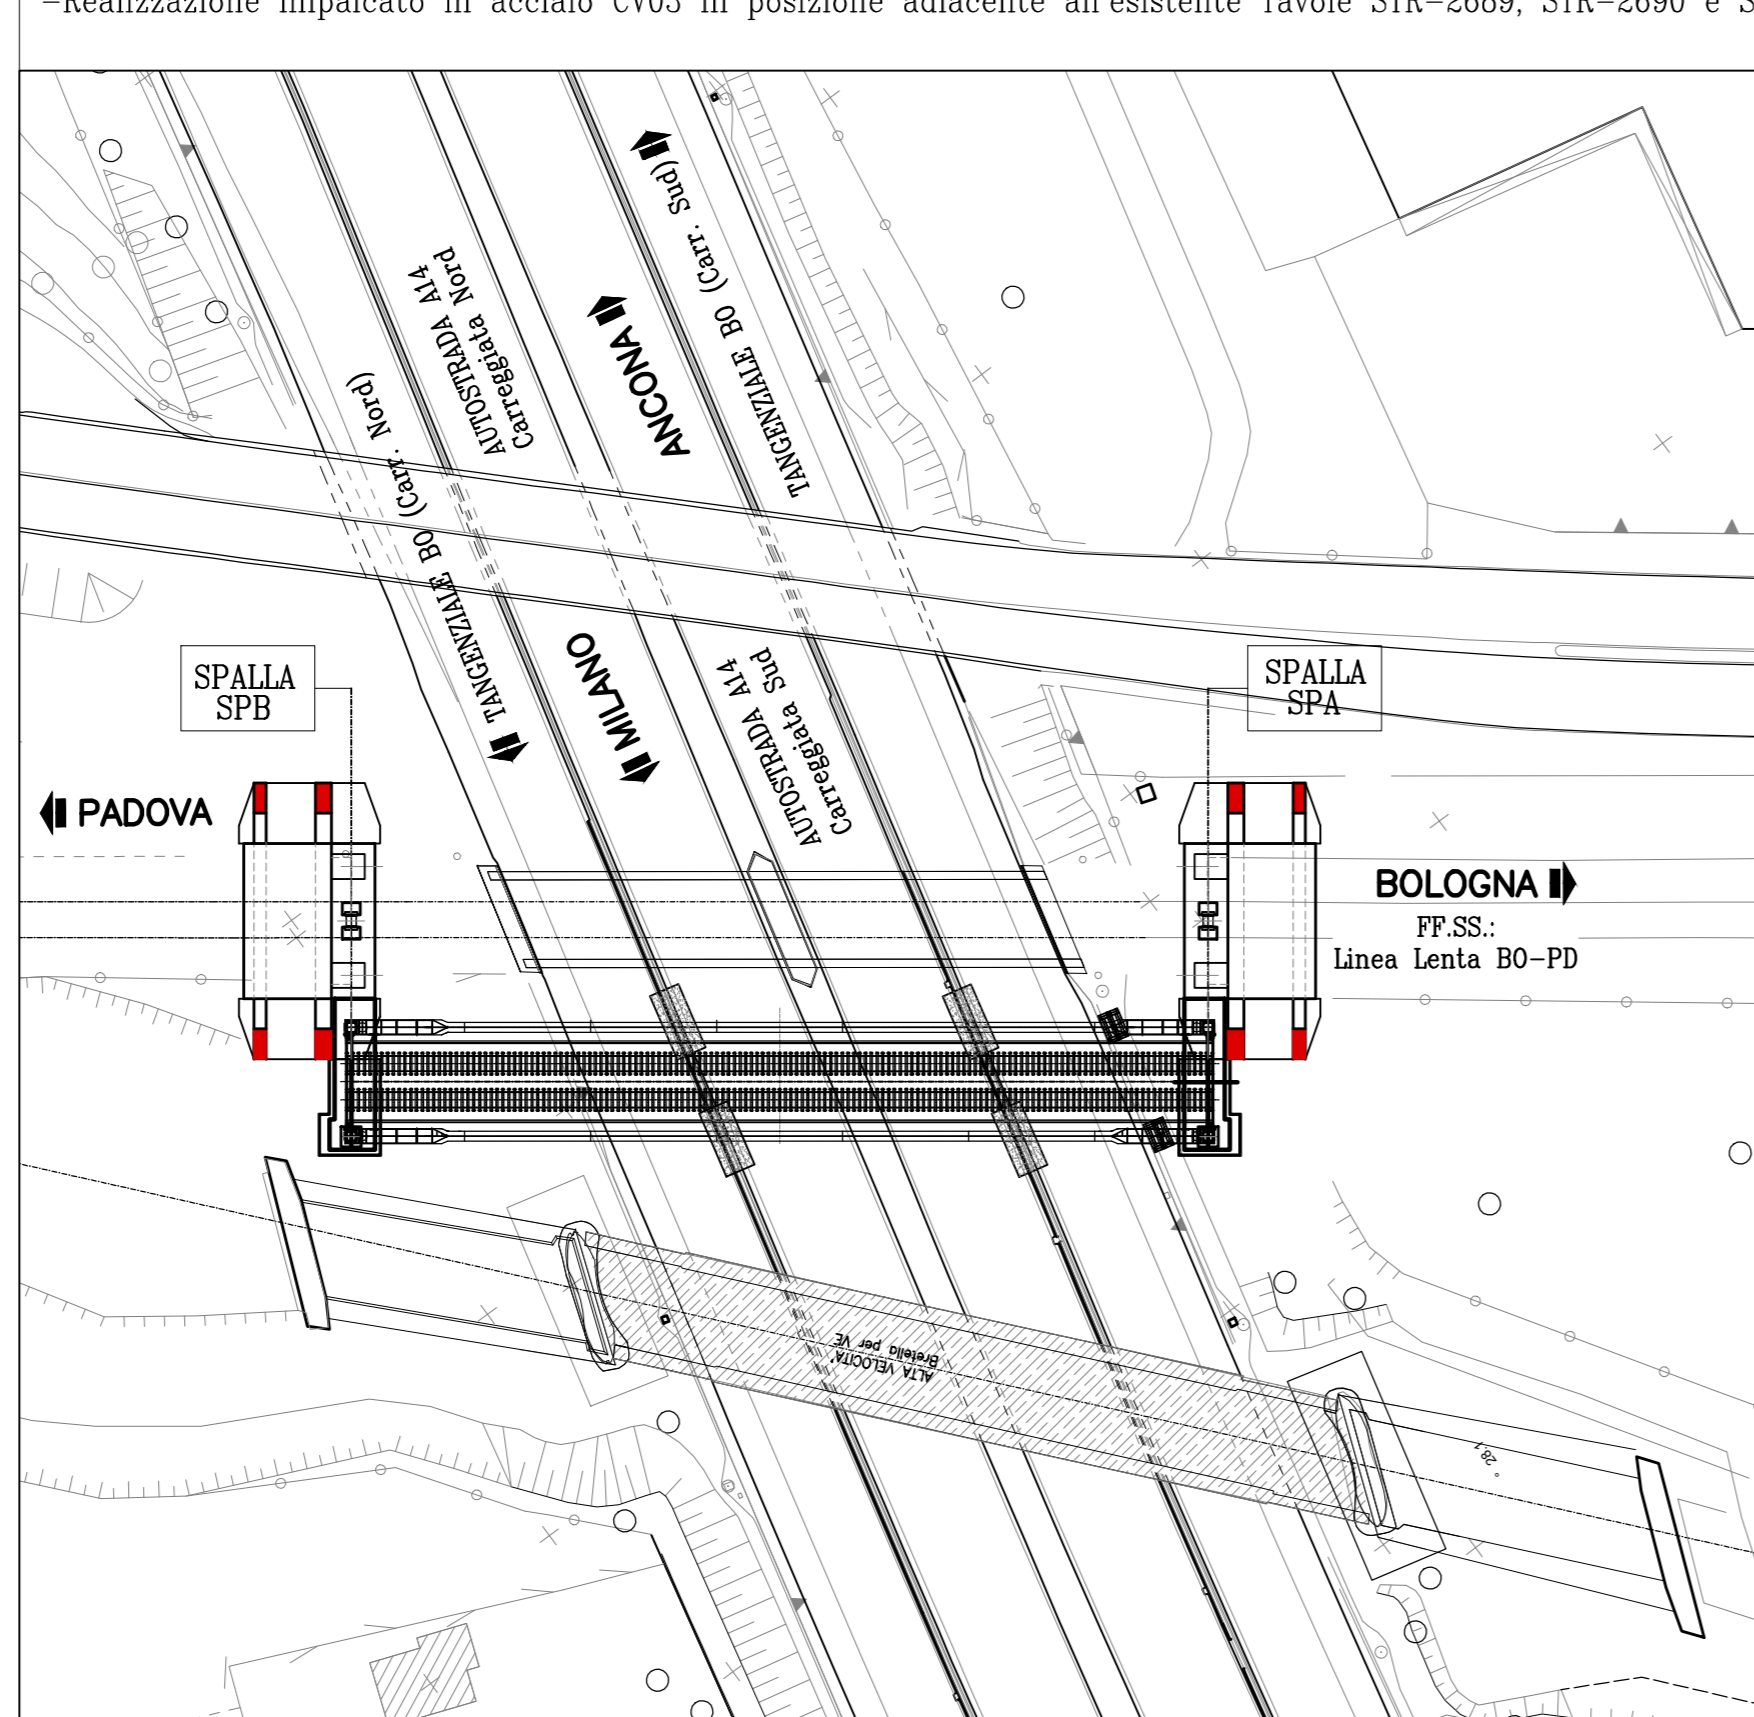 -Realizzazione impalcato in acciaio CV03 in posizione adiacente all'esistente Tavole STR-2689, STR-2690 e S
TANGENZIALE BO (Carr. Sud)
AUTOSTRADA A14
Carreggiata Nord
ANCONA
TANGENZIALE BO (Carr. Nord)
MILANO
AUTOSTRADA A14
Carreggiata Sud
SPALLA
SPB
SPALLA
SPA
PADOVA
BOLOGNA
FF.SS.:
Linea Lenta BO-PD
ALTA VELOCITA'
Bretella per VE
28.1